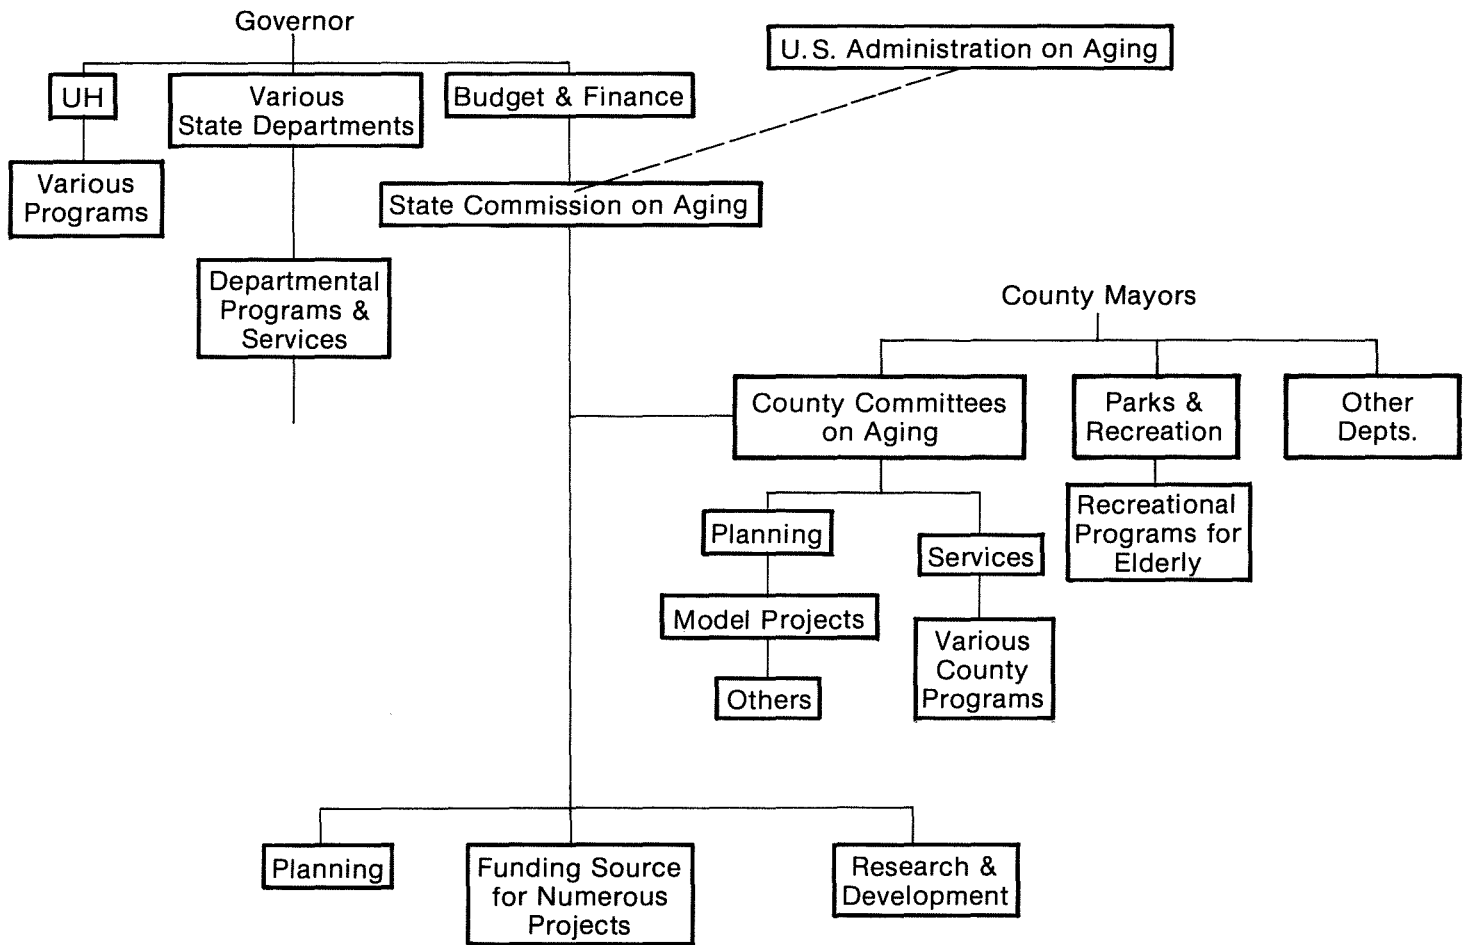 Governor
U.S. Administration on Aging
UH
Various
State Departments
Budget & Finance
Various
Programs
State Commission on Aging
Departmental
Programs &
Services
County Mayors
County Committees
on Aging
Parks &
Recreation
Other
Depts.
Planning
Services
Recreational
Programs for
Elderly
Model Projects
Various
County
Programs
Others
Planning
Funding Source
for Numerous
Projects
Research &
Development